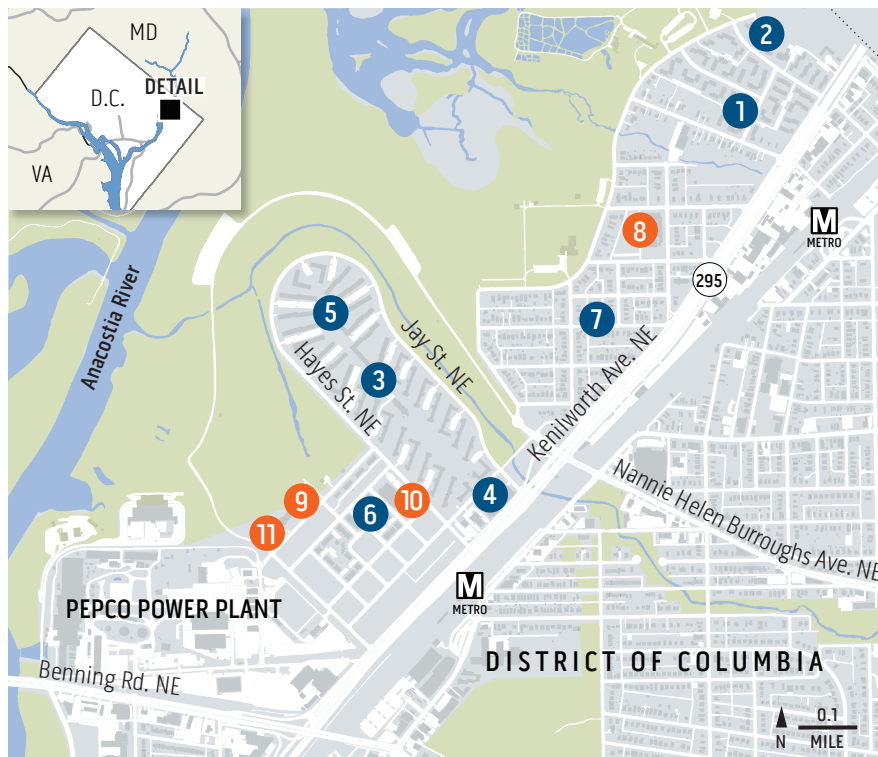 MD
DETAIL
D.C.
VA
2
1
M
METRO
8
295
7
Anacostia River
5
Jay St. NE
3
Hayes St. NE
Kenilworth Ave. NE
4
9
10
6
11
Nannie Helen Burroughs Ave. NE
M
METRO
PEPCO POWER PLANT
DISTRICT OF COLUMBIA
Benning Rd. NE
0.1
N
MILE